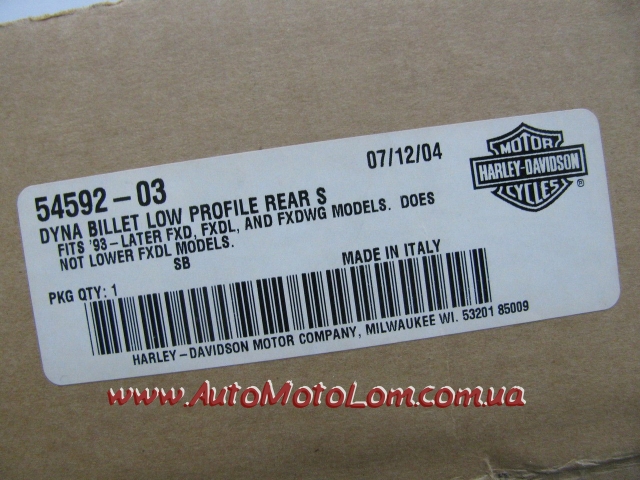 07/12/04
MOTOR
HARLEY-DAVIDSON
CYCLES
®
54592-03
DYNA BILLET LOW PROFILE REAR S
FITS '93-LATER FXD, FXDL, AND FXDWG MODELS. DOES
NOT LOWER FXDL MODELS.
SB
MADE IN ITALY
PKG QTY: 1
HARLEY-DAVIDSON MOTOR COMPANY, MILWAUKEE WI. 53201 85009
www.AutoMotoLom.com.ua